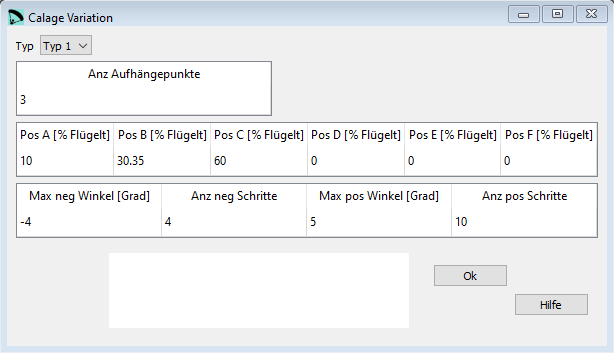 Calage Variation
Typ Typ 1
Anz Aufhängepunkte
3
Pos A [% Flügelt] Pos B [% Flügelt] Pos C [% Flügelt] Pos D [% Flügelt] Pos E [% Flügelt] Pos F [% Flügelt]
10 30.35 60 0 0 0
Max neg Winkel [Grad] Anz neg Schritte Max pos Winkel [Grad] Anz pos Schritte
-4 4 5 10
Ok
Hilfe